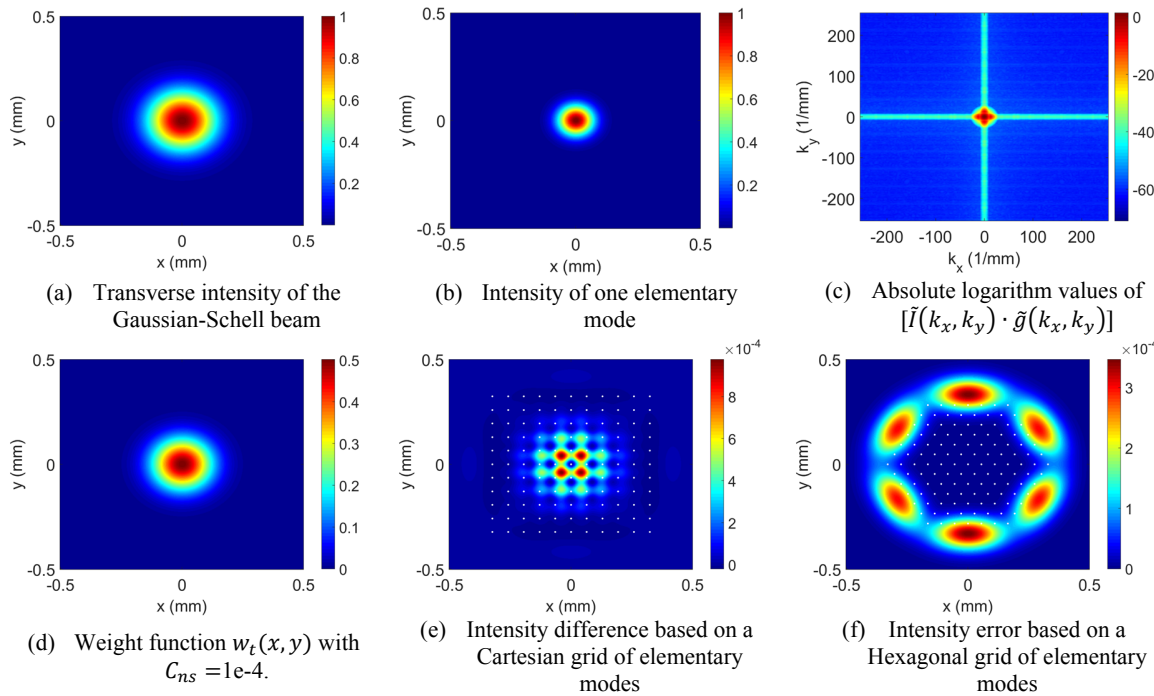 0.5
0
-0.5
y (mm)
-0.5 0 0.5
x (mm)
1
0.8
0.6
0.4
0.2
(a) Transverse intensity of the
Gaussian-Schell beam
0.5
0
-0.5
y (mm)
-0.5 0 0.5
x (mm)
1
0.8
0.6
0.4
0.2
(b) Intensity of one elementary
mode
200
100
0
-100
-200
k_y (1/mm)
-200 -100 0 100 200
k_x (1/mm)
0
-20
-40
-60
(c) Absolute logarithm values of
[Ĩ(k_x, k_y) · g̃(k_x, k_y)]
0.5
0
-0.5
y (mm)
-0.5 0 0.5
x (mm)
0.5
0.4
0.3
0.2
0.1
0
(d) Weight function w_t(x, y) with
C_ns =1e-4.
0.5
0
-0.5
y (mm)
-0.5 0 0.5
x (mm)
×10⁻⁴
8
6
4
2
0
(e) Intensity difference based on a
Cartesian grid of elementary
modes
0.5
0
-0.5
y (mm)
-0.5 0 0.5
x (mm)
3
2
1
0
(f) Intensity error based on a
Hexagonal grid of elementary
modes